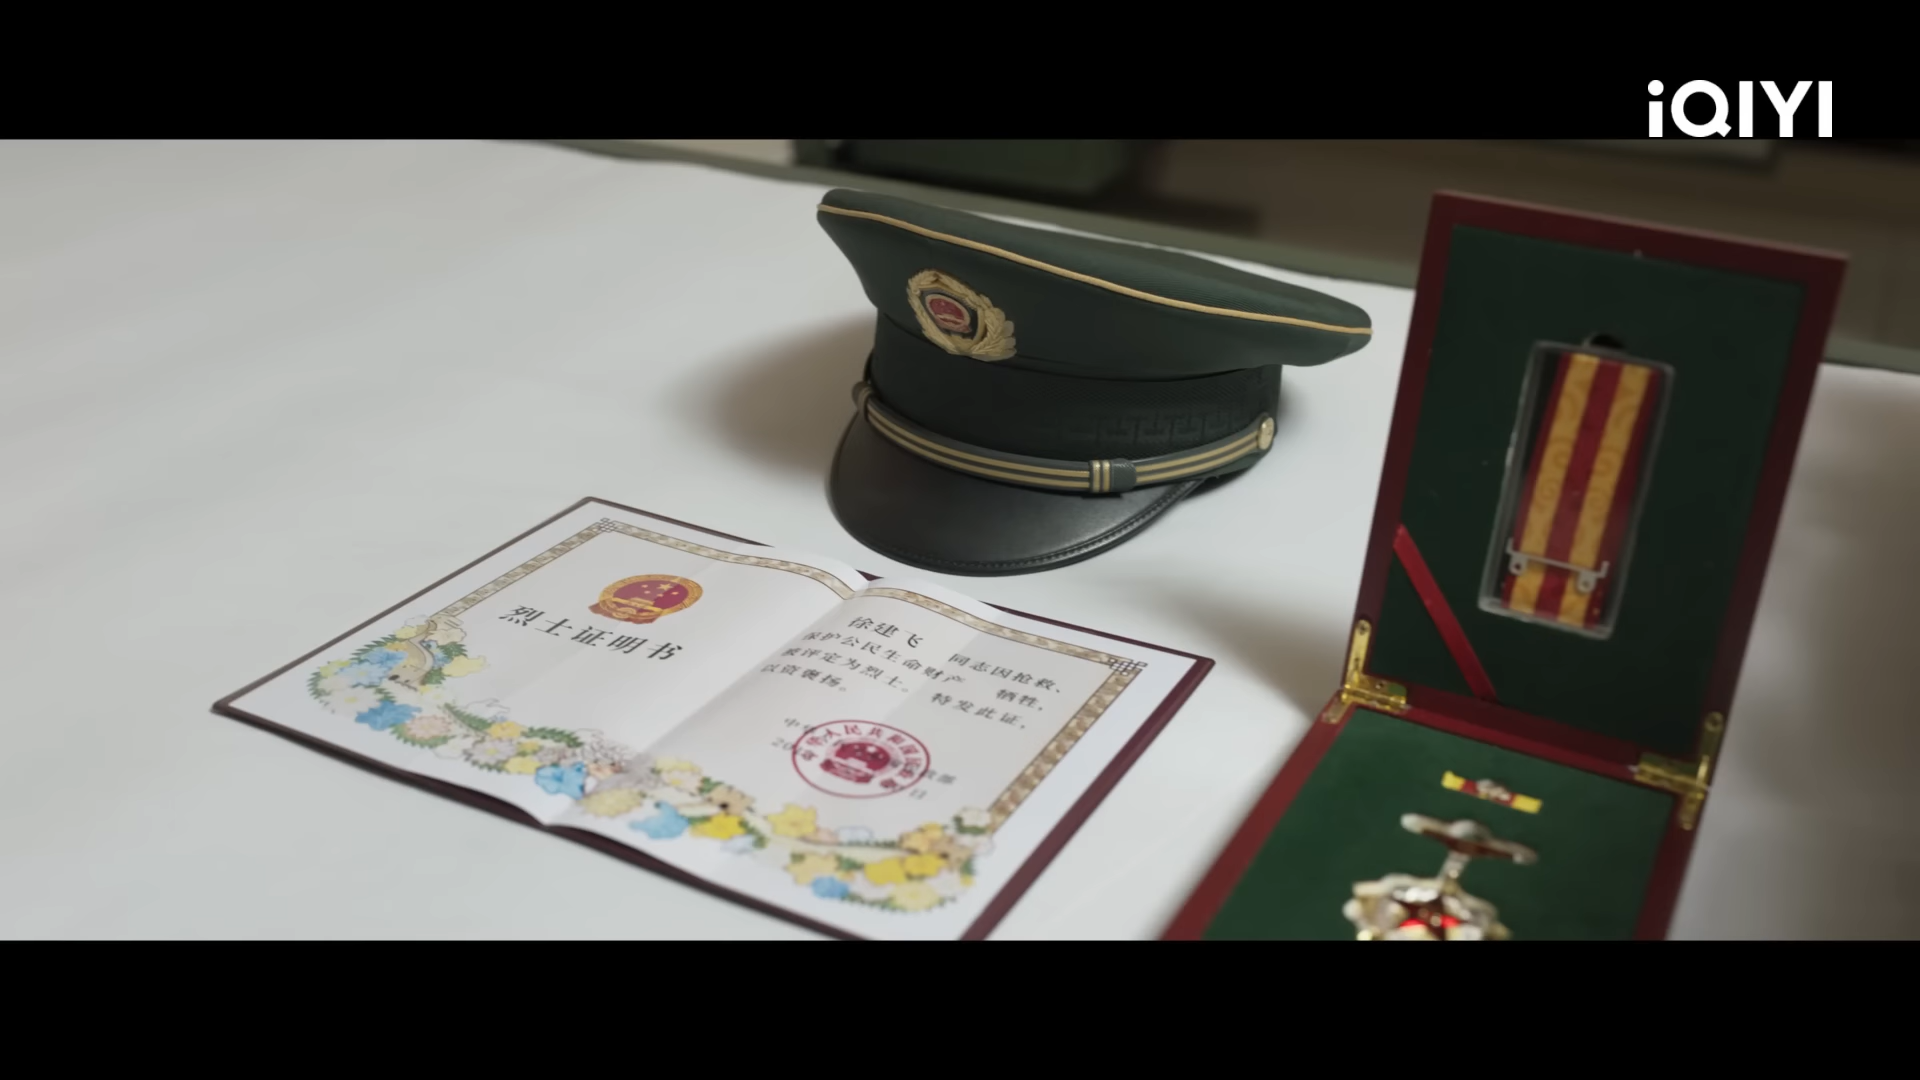 iQIYI
烈士证明书
徐建飞 同志因抢救、
保护公民生命财产 牺牲，
被评定为烈士。特发此证，
以资褒扬。